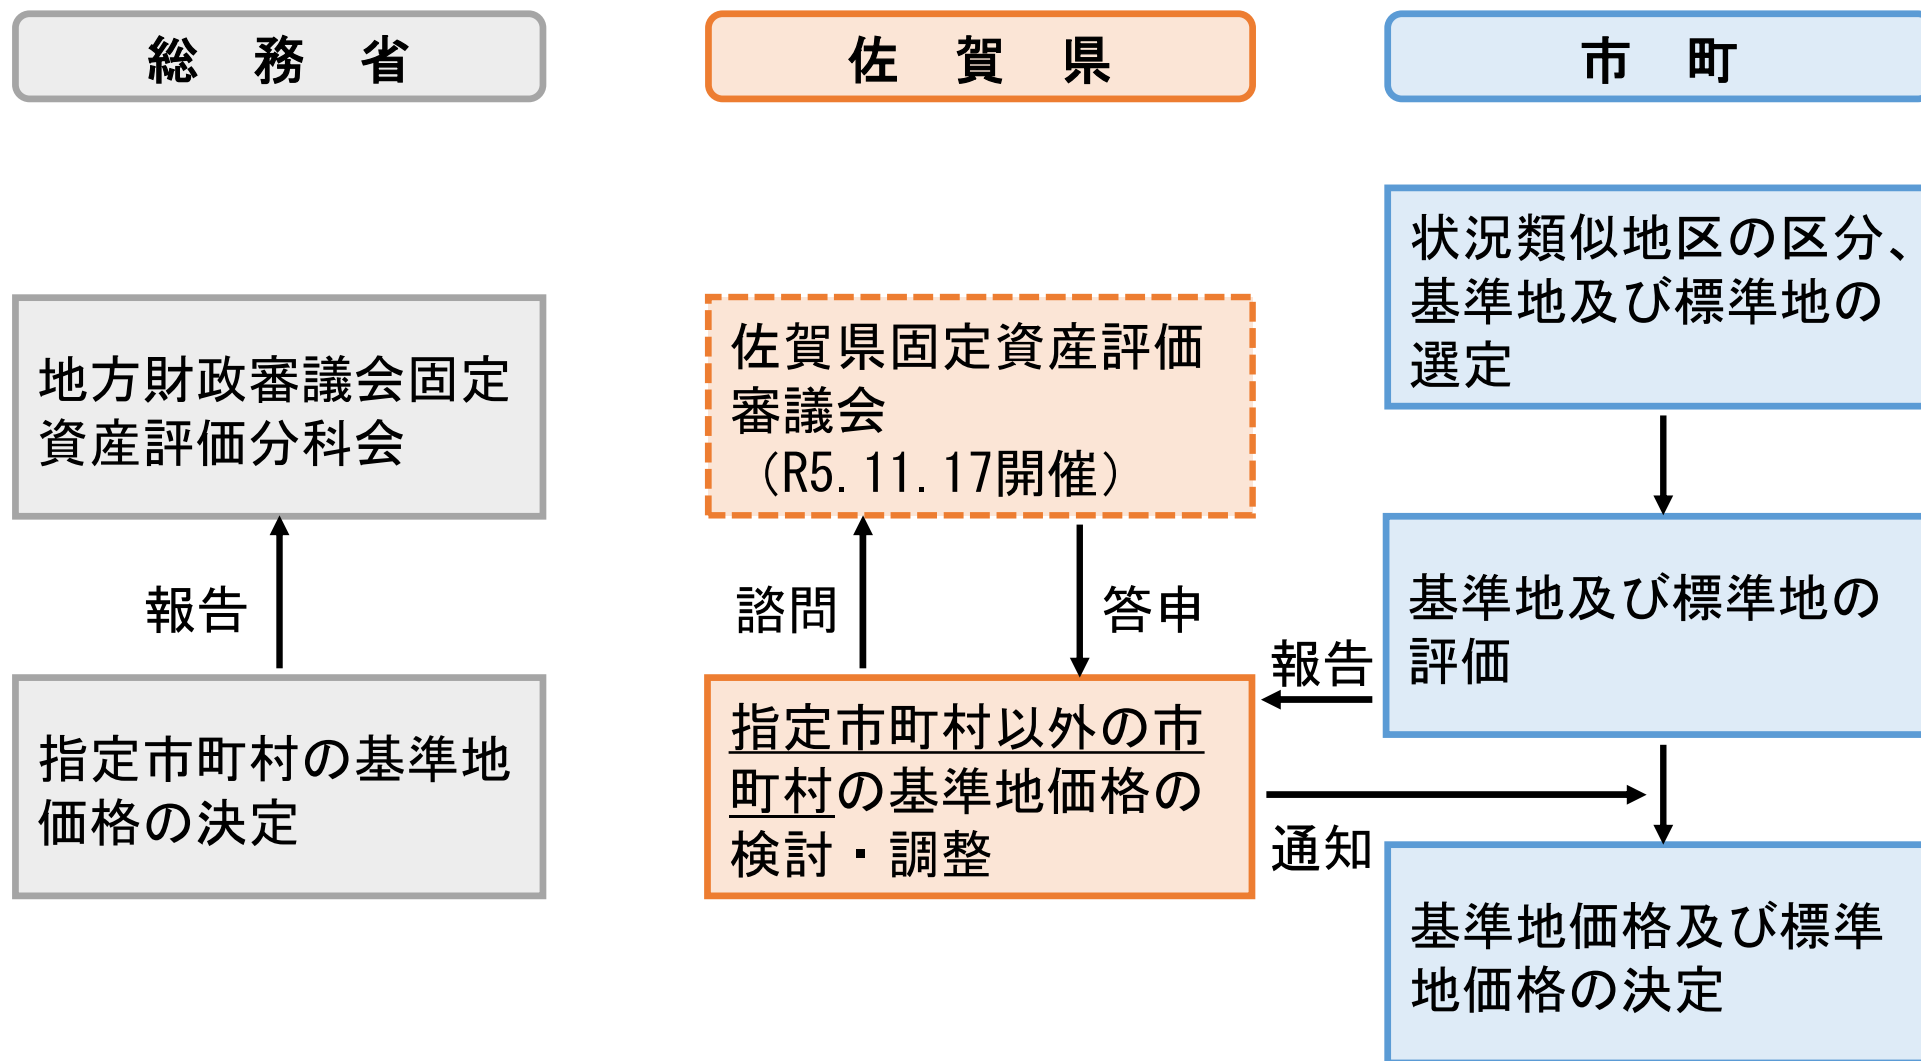 総　務　省
地方財政審議会固定
資産評価分科会
報告
指定市町村の基準地
価格の決定
佐　賀　県
佐賀県固定資産評価
審議会
（R5.11.17開催）
諮問
答申
指定市町村以外の市
町村の基準地価格の
検討・調整
報告
通知
市　町
状況類似地区の区分、
基準地及び標準地の
選定
基準地及び標準地の
評価
基準地価格及び標準
地価格の決定